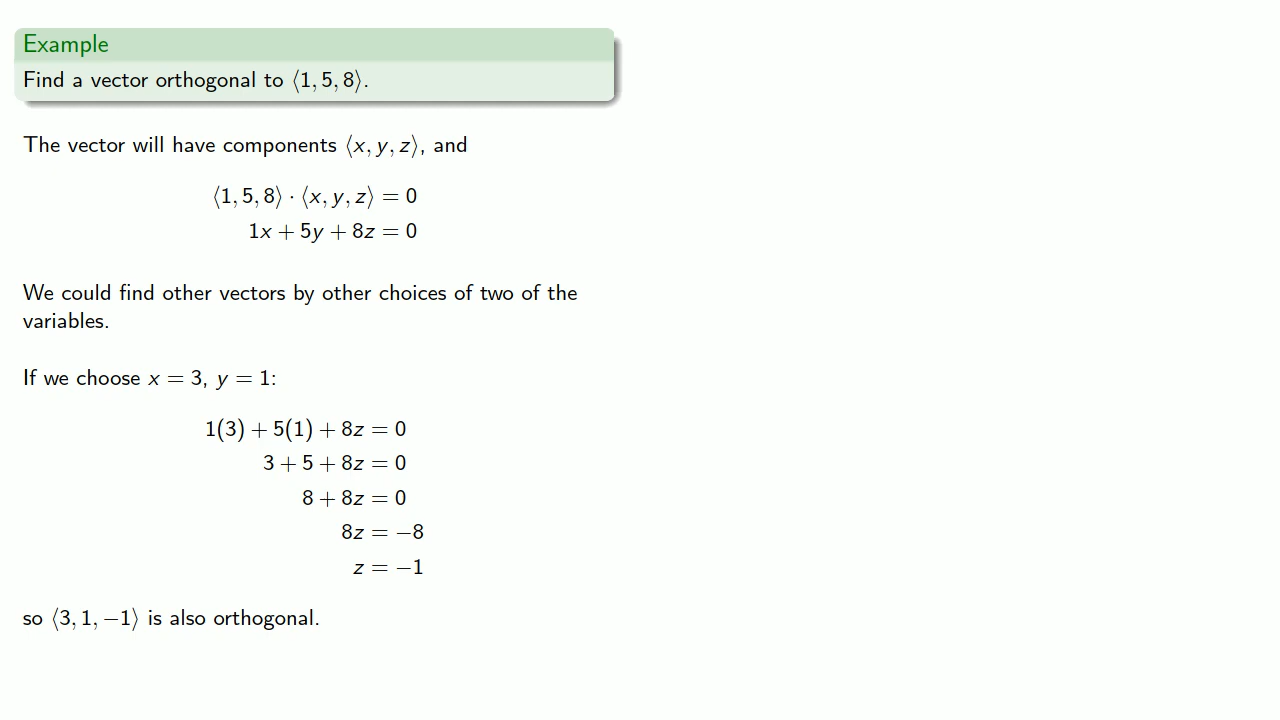 Example
Find a vector orthogonal to ⟨1, 5, 8⟩.
The vector will have components ⟨x, y, z⟩, and
⟨1, 5, 8⟩ · ⟨x, y, z⟩ = 0
1x + 5y + 8z = 0
We could find other vectors by other choices of two of the
variables.
If we choose x = 3, y = 1:
1(3) + 5(1) + 8z = 0
3 + 5 + 8z = 0
8 + 8z = 0
8z = −8
z = −1
so ⟨3, 1, −1⟩ is also orthogonal.